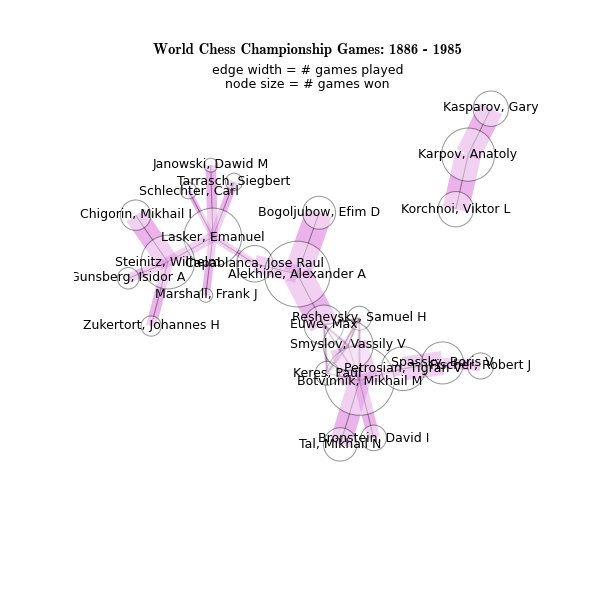 World Chess Championship Games: 1886 - 1985
edge width = # games played
node size = # games won
Kasparov, Gary
Karpov, Anatoly
Janowski, Dawid M
Tarrasch, Siegbert
Schlechter, Carl
Korchnoi, Viktor L
Chigorin, Mikhail I
Bogoljubow, Efim D
Lasker, Emanuel
Steinitz, Wilhelm
Capablanca, Jose Raul
Alekhine, Alexander A
Gunsberg, Isidor A
Marshall, Frank J
Zukertort, Johannes H
Reshevsky, Samuel H
Euwe, Max
Smyslov, Vassily V
Spassky, Boris V
Robert J
Petrosian, Tigran V
Keres, Paul
Botvinnik, Mikhail M
Bronstein, David I
Tal, Mikhail N